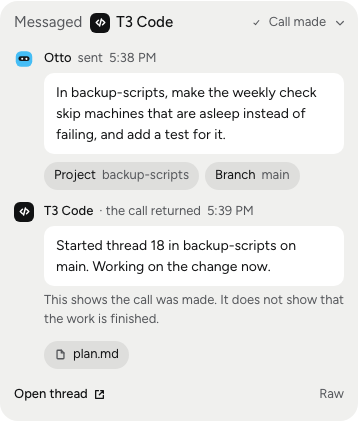 Messaged T3 Code Call made
Otto sent 5:38 PM
In backup-scripts, make the weekly check
skip machines that are asleep instead of
failing, and add a test for it.
Project backup-scripts Branch main
T3 Code · the call returned 5:39 PM
Started thread 18 in backup-scripts on
main. Working on the change now.
This shows the call was made. It does not show that
the work is finished.
plan.md
Open thread Raw